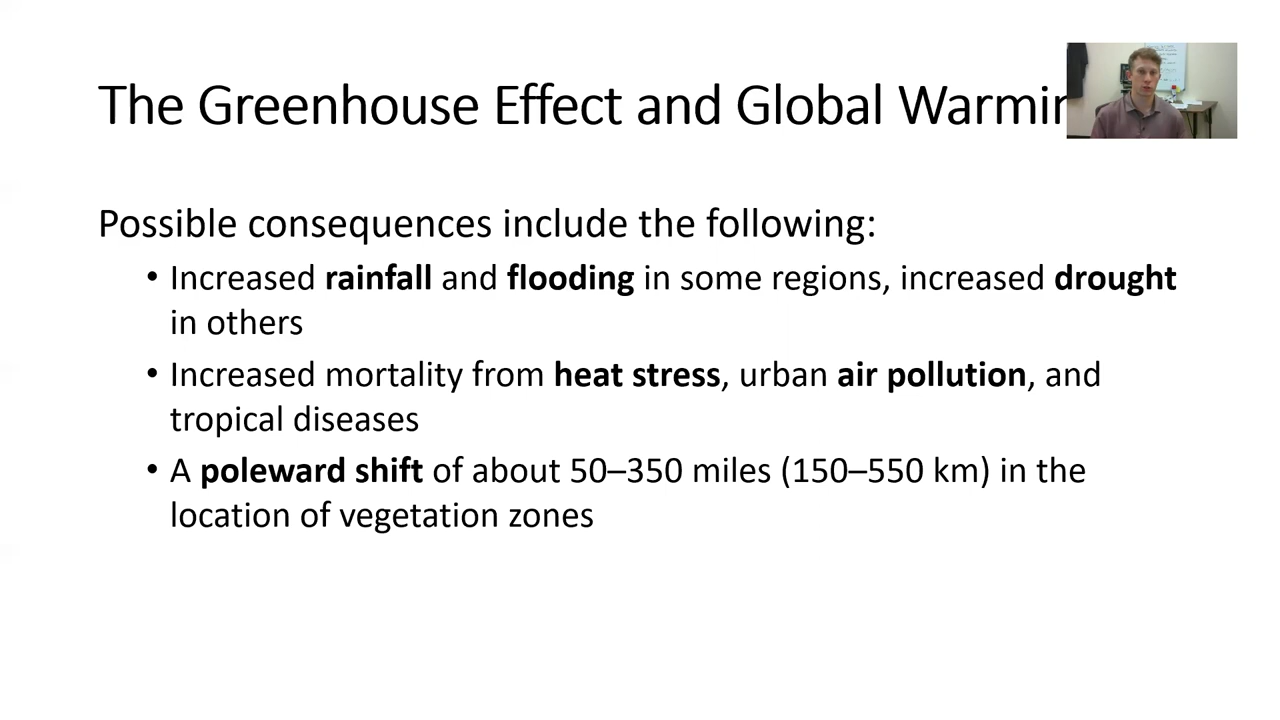 The Greenhouse Effect and Global
Possible consequences include the following:
• Increased rainfall and flooding in some regions, increased drought
in others
• Increased mortality from heat stress, urban air pollution, and
tropical diseases
• A poleward shift of about 50–350 miles (150–550 km) in the
location of vegetation zones